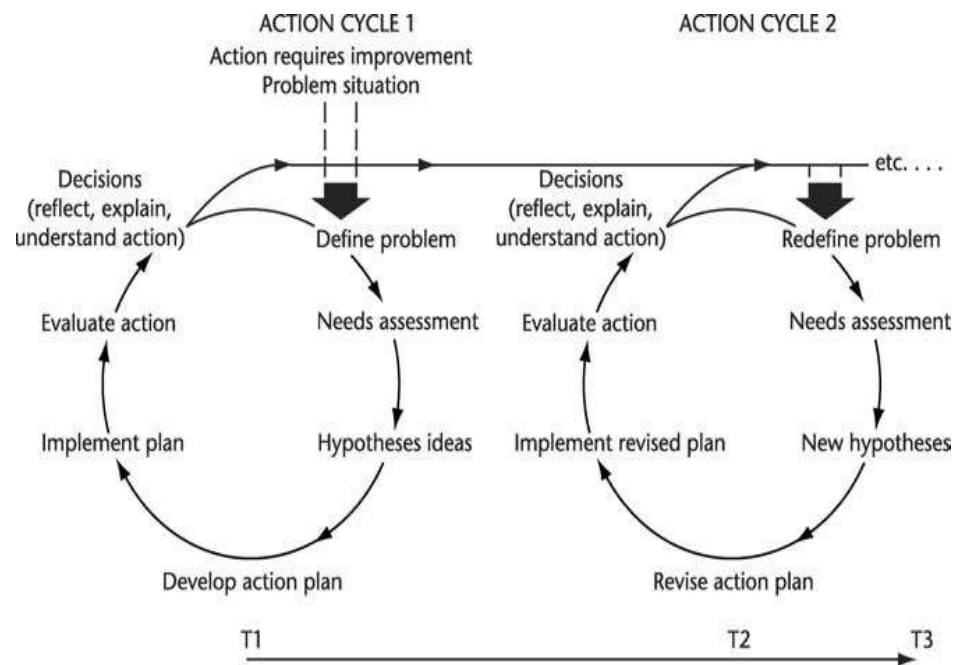 ACTION CYCLE 1
Action requires improvement
Problem situation
Decisions
(reflect, explain,
understand action)
Define problem
Evaluate action
Needs assessment
Implement plan
Hypotheses ideas
Develop action plan
ACTION CYCLE 2
etc. . . .
Decisions
(reflect, explain,
understand action)
Redefine problem
Evaluate action
Needs assessment
Implement revised plan
New hypotheses
Revise action plan
T1
T2
T3